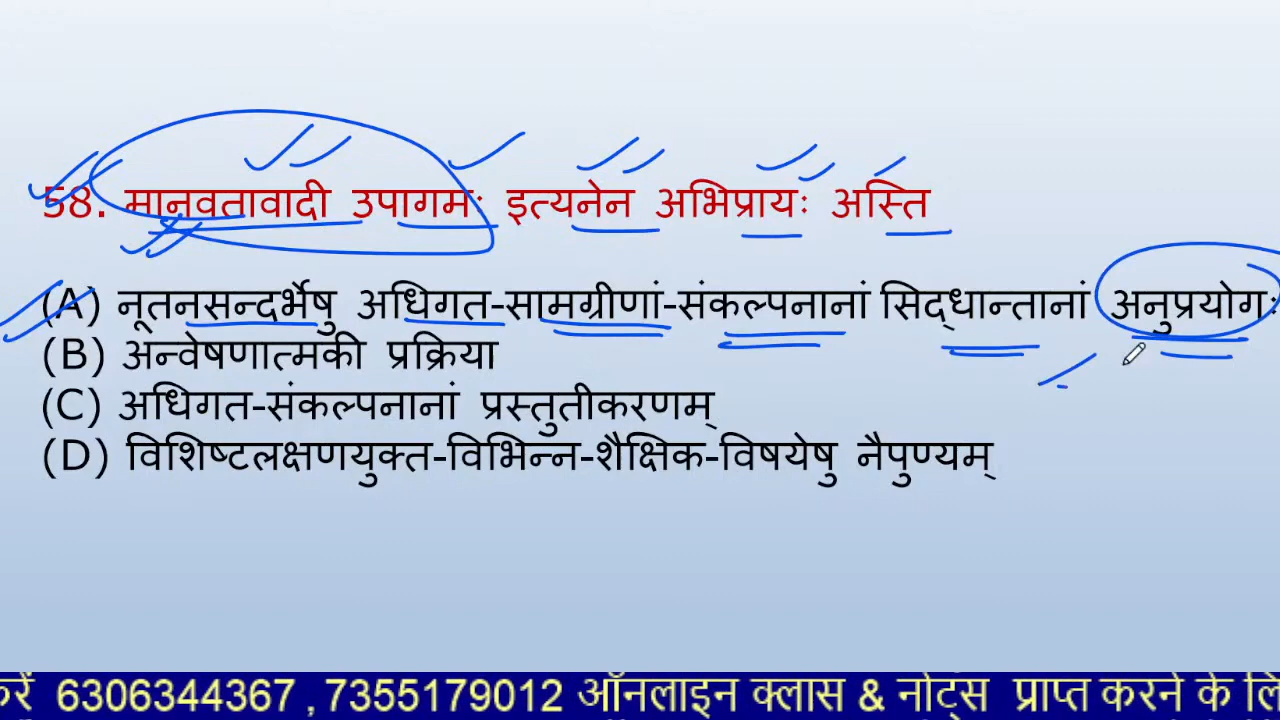 58. मानवतावादी उपागमः इत्यनेन अभिप्रायः अस्ति
(A) नूतनसन्दर्भेषु अधिगत-सामग्रीणां-संकल्पनानां सिद्धान्तानां अनुप्रयोगः
(B) अन्वेषणात्मकी प्रक्रिया
(C) अधिगत-संकल्पनानां प्रस्तुतीकरणम्
(D) विशिष्टलक्षणयुक्त-विभिन्न-शैक्षिक-विषयेषु नैपुण्यम्
करें 6306344367 ,7355179012 ऑनलाइन क्लास & नोट्स प्राप्त करने के लि